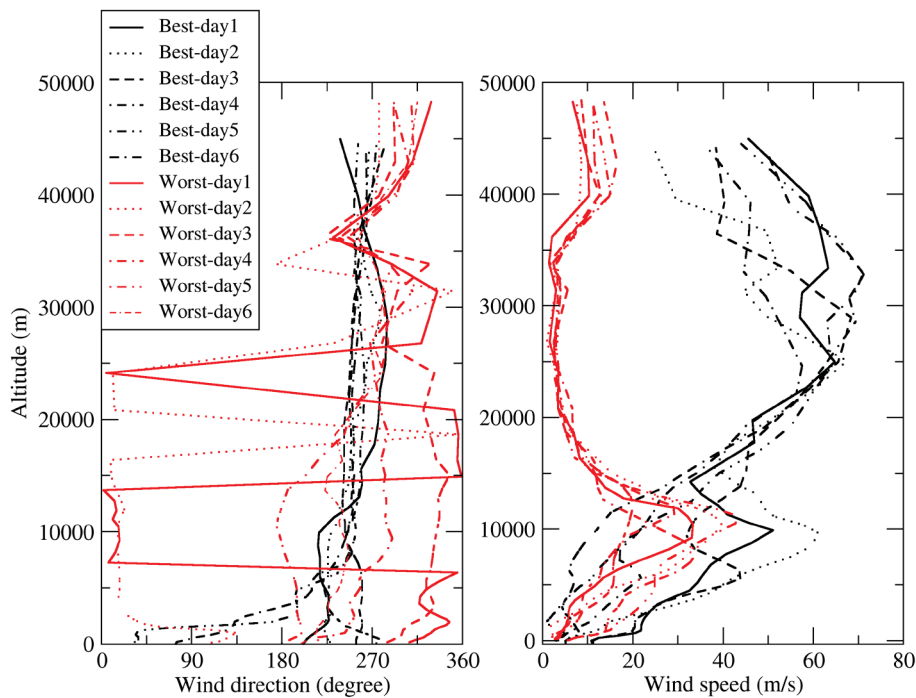 Best-day1
Best-day2
Best-day3
Best-day4
Best-day5
Best-day6
Worst-day1
Worst-day2
Worst-day3
Worst-day4
Worst-day5
Worst-day6
Altitude (m)
50000
40000
30000
20000
10000
0
0 90 180 270 360
Wind direction (degree)
50000
40000
30000
20000
10000
0
0 20 40 60 80
Wind speed (m/s)